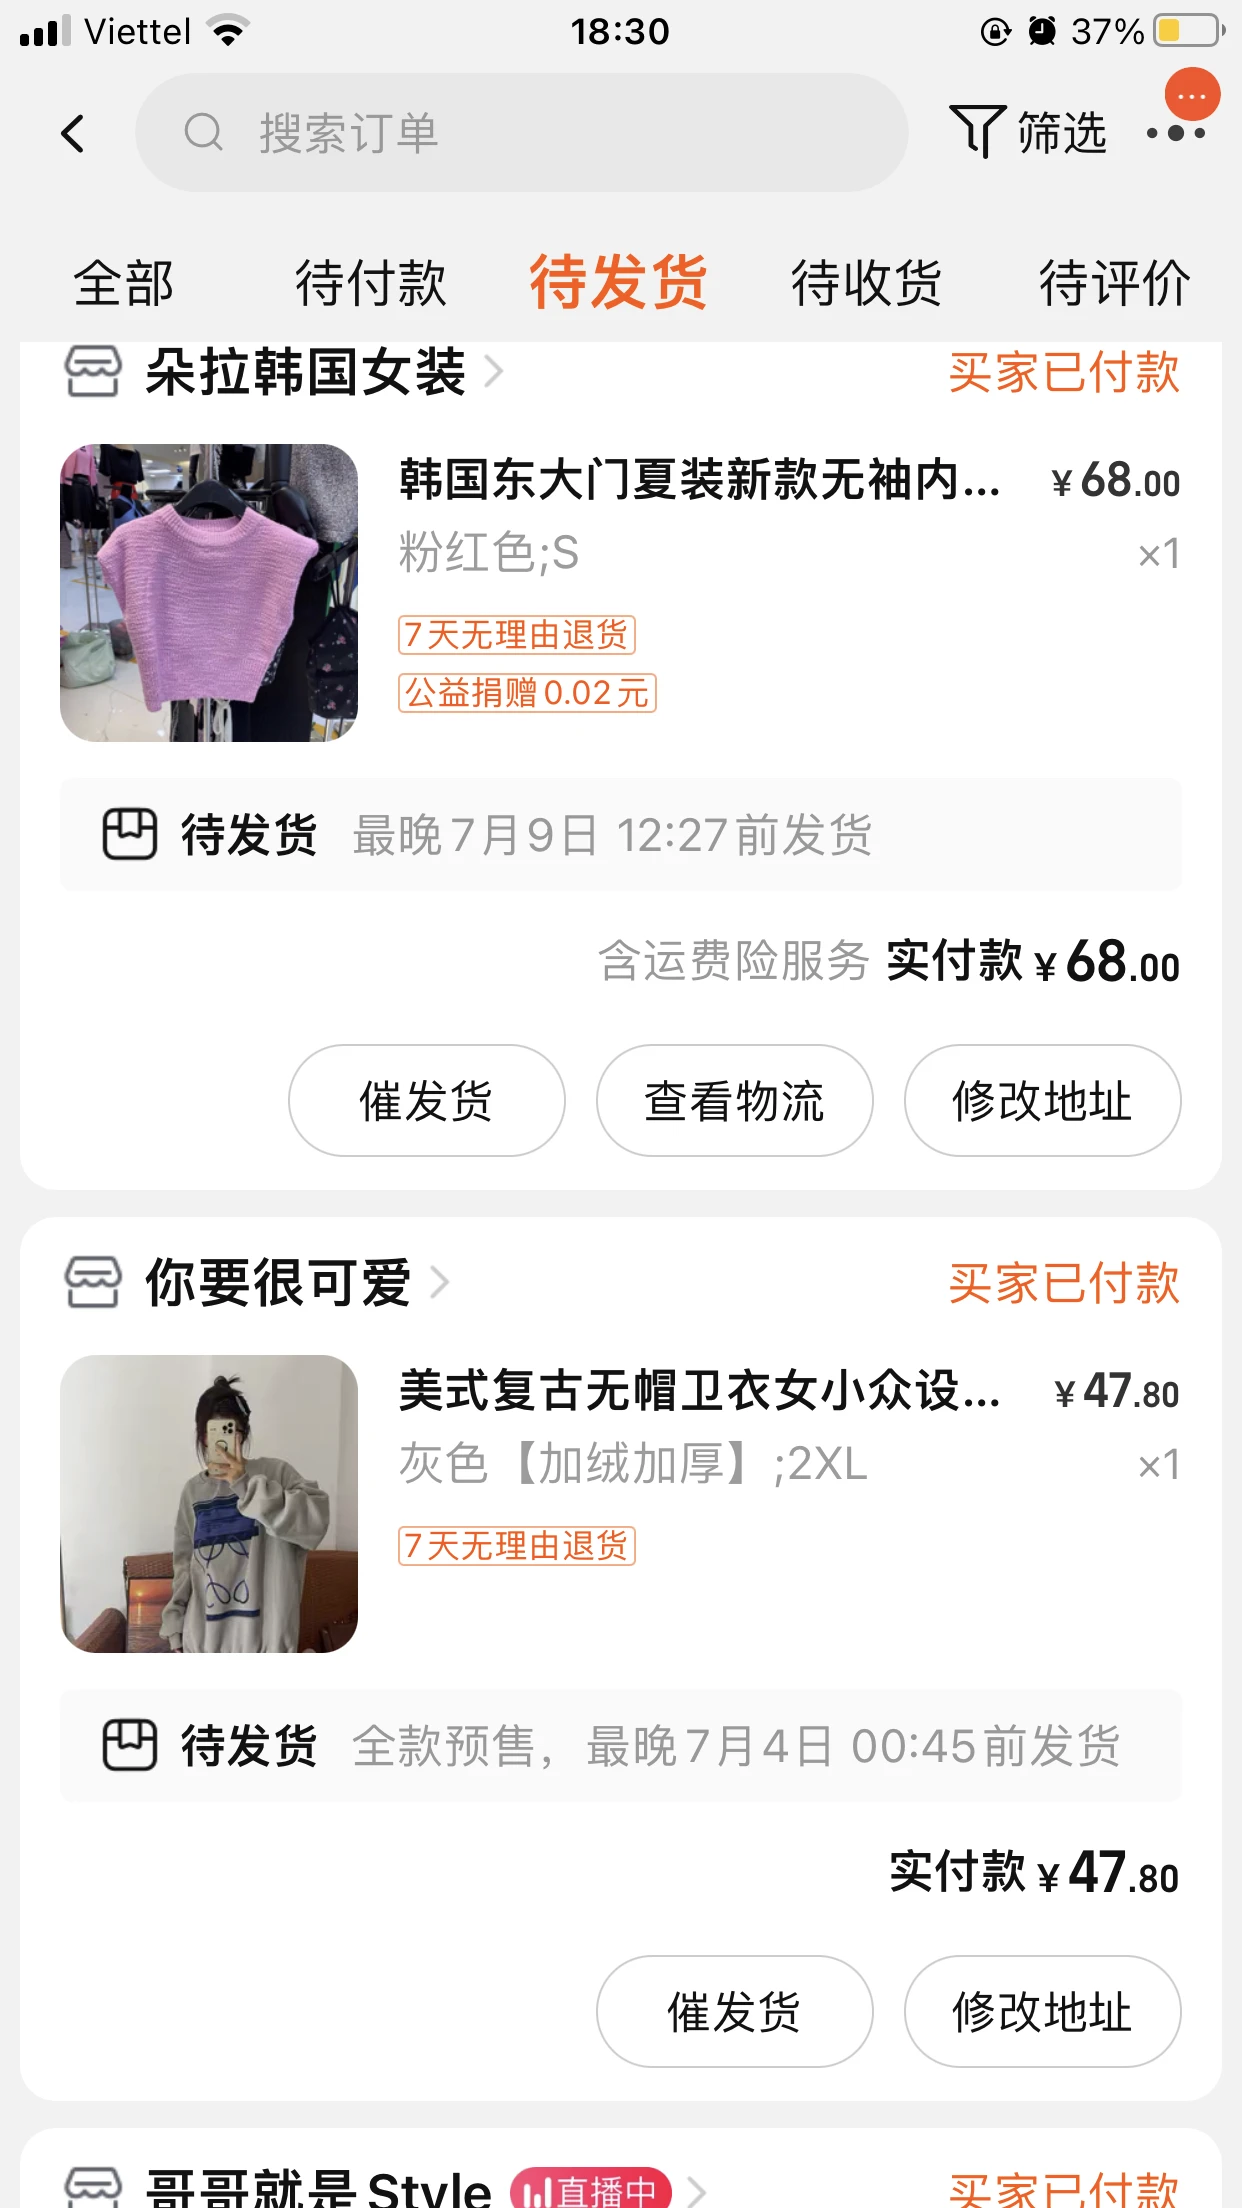 Viettel 18:30 37%
搜索订单 筛选
全部 待付款 待发货 待收货 待评价
朵拉韩国女装 买家已付款
韩国东大门夏装新款无袖内... ¥68.00
粉红色;S ×1
7天无理由退货
公益捐赠0.02元
待发货 最晚7月9日 12:27前发货
含运费险服务 实付款 ¥68.00
催发货 查看物流 修改地址
你要很可爱 买家已付款
美式复古无帽卫衣女小众设... ¥47.80
灰色【加绒加厚】;2XL ×1
7天无理由退货
待发货 全款预售，最晚7月4日 00:45前发货
实付款 ¥47.80
催发货 修改地址
哥哥就是Style 直播中 买家已付款